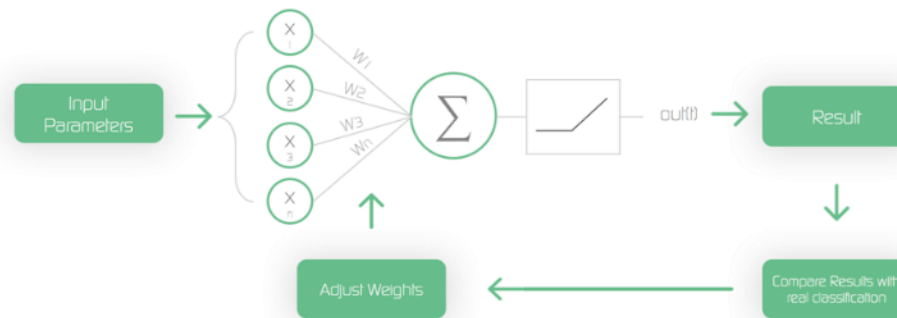 Input
Parameters
X
1
X
2
X
3
X
n
W1
W2
W3
Wn
∑
out(t)
Result
Adjust Weights
Compare Results with
real classification